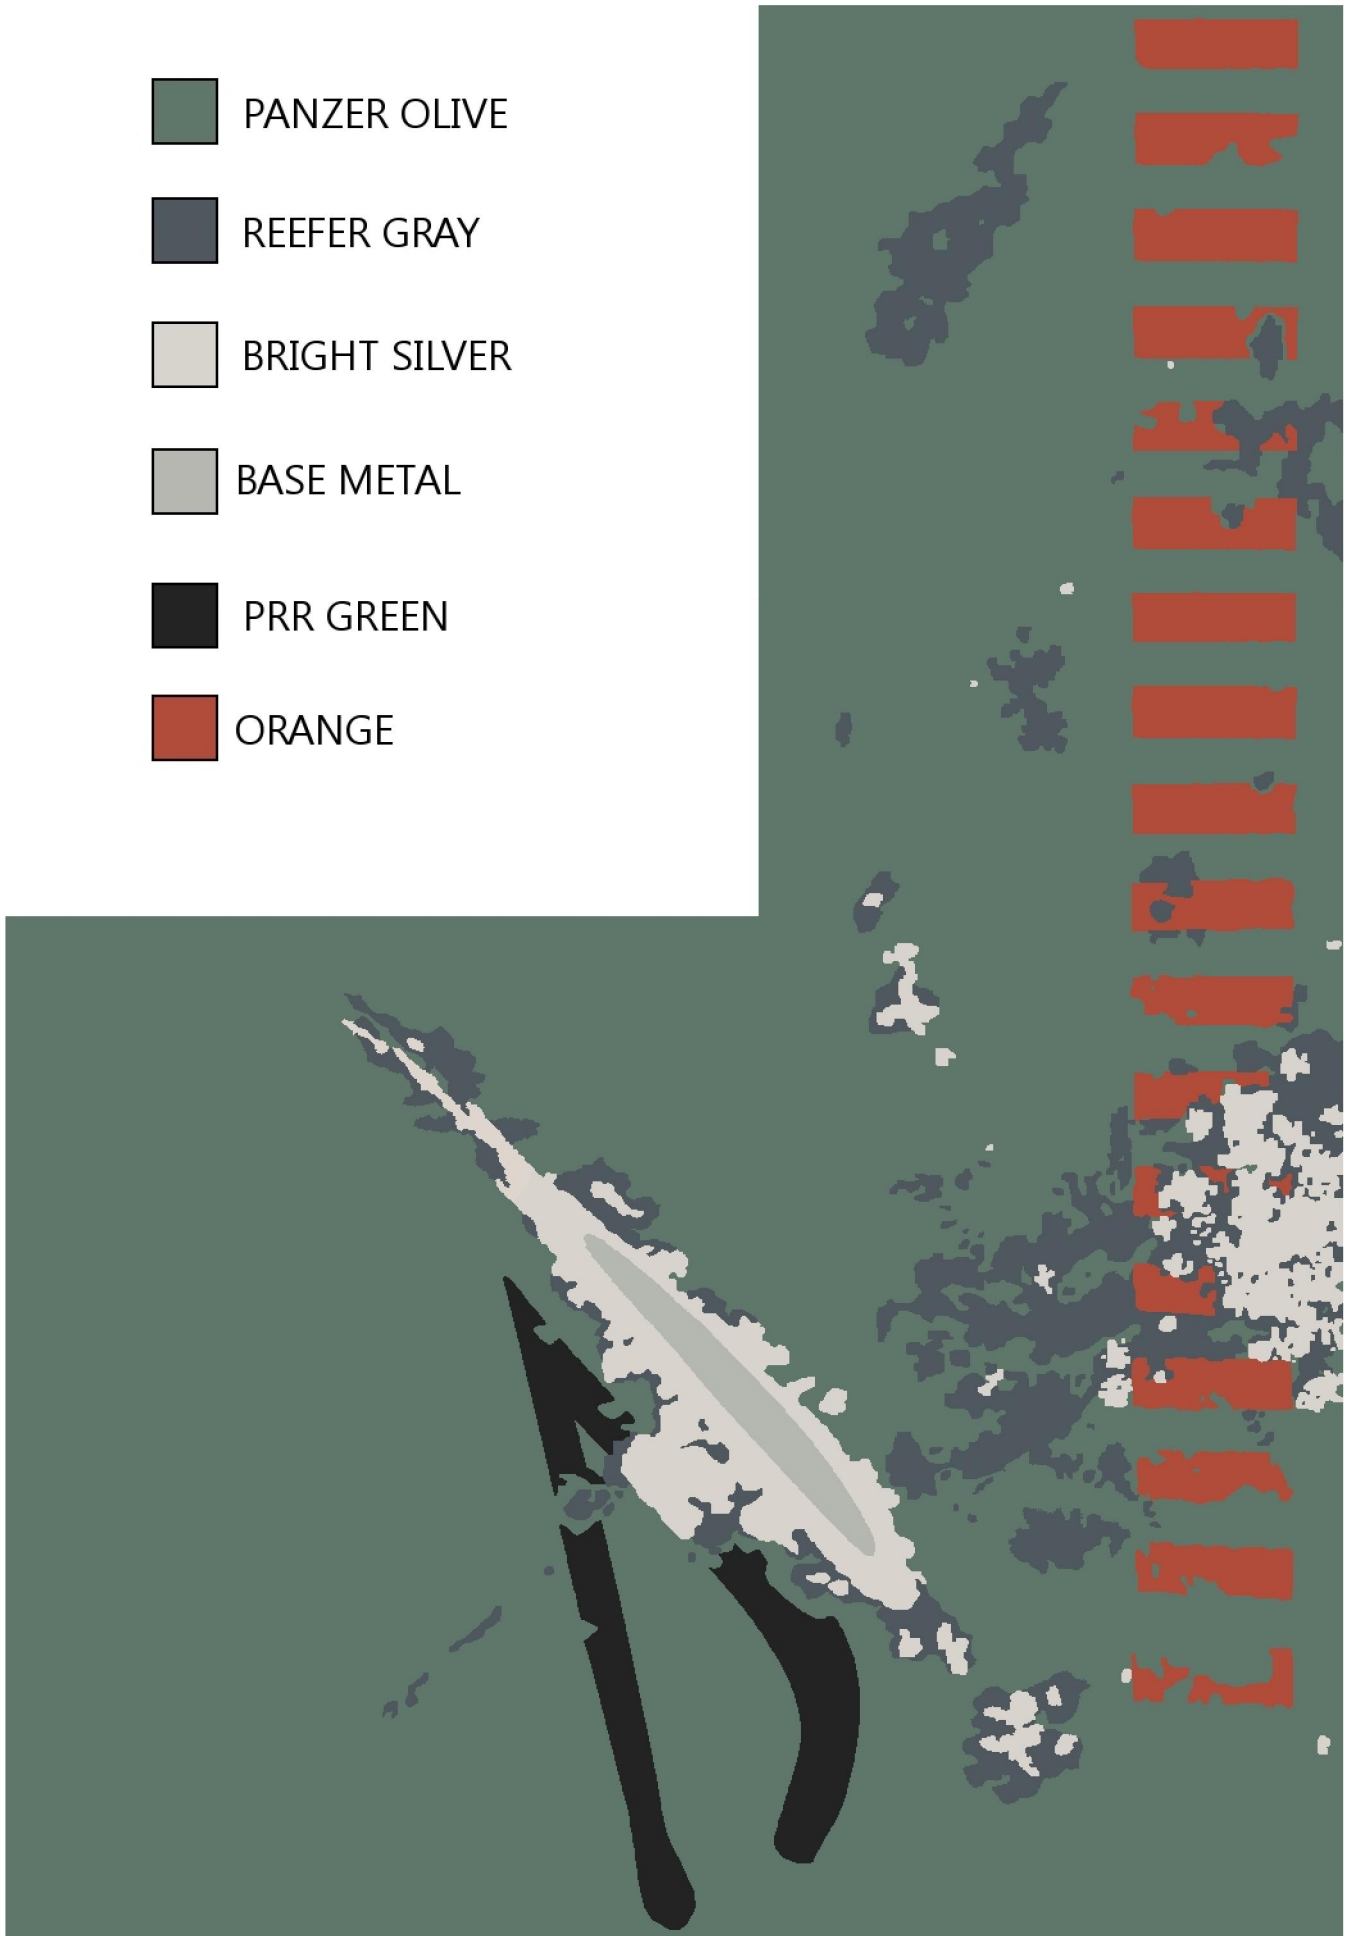 PANZER OLIVE
REEFER GRAY
BRIGHT SILVER
BASE METAL
PRR GREEN
ORANGE